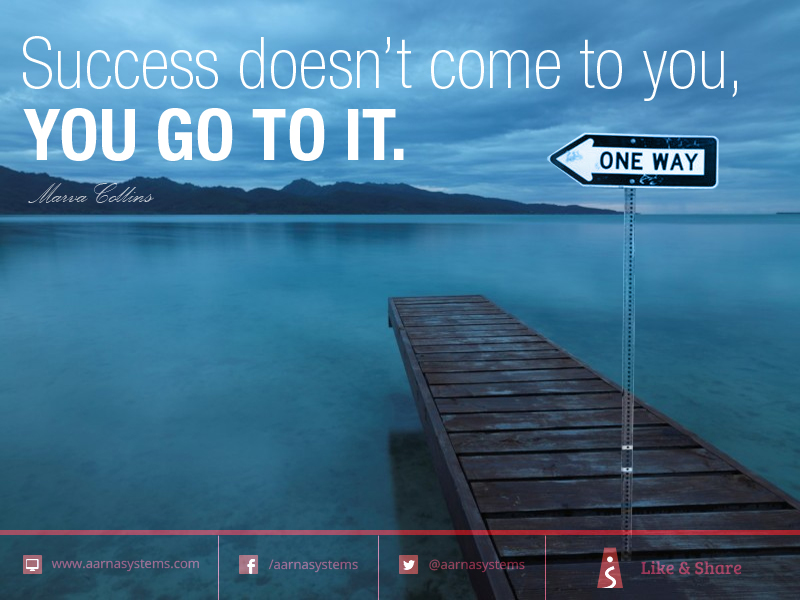 Success doesn't come to you,
YOU GO TO IT.
Marva Collins
ONE WAY
www.aarnasystems.com
/aarnasystems
@aarnasystems
Like & Share